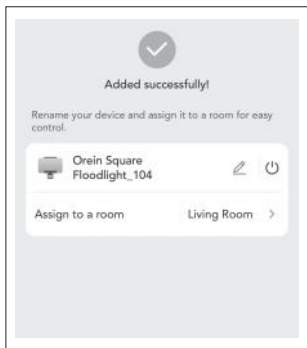 Added successfully!
Rename your device and assign it to a room for easy
control.
Orein Square
Floodlight_104
Assign to a room Living Room >